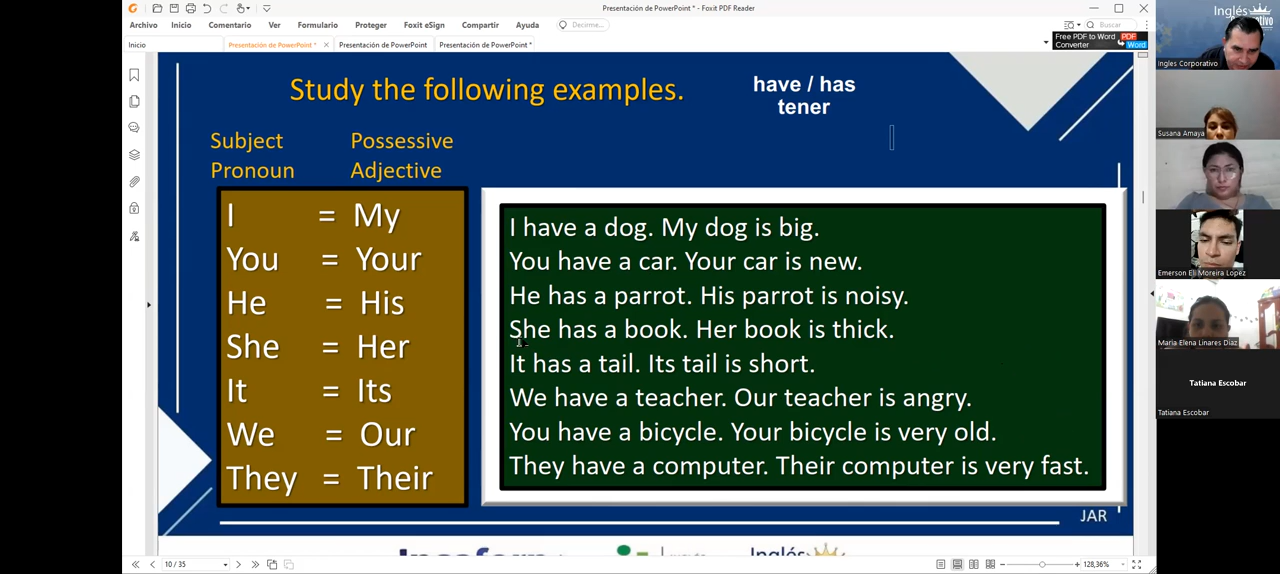 Presentación de PowerPoint * - Foxit PDF Reader
Archivo Inicio Comentario Ver Formulario Proteger Foxit eSign Compartir Ayuda Decirme... Buscar
Inicio Presentación de PowerPoint * × Presentación de PowerPoint Presentación de PowerPoint *
Free PDF to Word Converter PDF Word
Study the following examples.
have / has
tener
Subject Possessive
Pronoun Adjective
I = My
You = Your
He = His
She = Her
It = Its
We = Our
They = Their
I have a dog. My dog is big.
You have a car. Your car is new.
He has a parrot. His parrot is noisy.
She has a book. Her book is thick.
It has a tail. Its tail is short.
We have a teacher. Our teacher is angry.
You have a bicycle. Your bicycle is very old.
They have a computer. Their computer is very fast.
JAR
Inglés
10 / 35
128,36%
Inglés
Ingles Corporativo
Susana Amaya
Emerson Eli Moreira Lopez
Maria Elena Linares Diaz
Tatiana Escobar
Tatiana Escobar